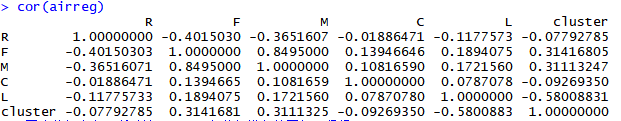 > cor(airreg)
R F M C L cluster
R 1.00000000 -0.4015030 -0.3651607 -0.01886471 -0.1177573 -0.07792785
F -0.40150303 1.0000000 0.8495000 0.13946646 0.1894075 0.31416805
M -0.36516071 0.8495000 1.0000000 0.10816590 0.1721560 0.31113247
C -0.01886471 0.1394665 0.1081659 1.00000000 0.0787078 -0.09269350
L -0.11775733 0.1894075 0.1721560 0.07870780 1.0000000 -0.58008831
cluster -0.07792785 0.3141681 0.3111325 -0.09269350 -0.5800883 1.00000000